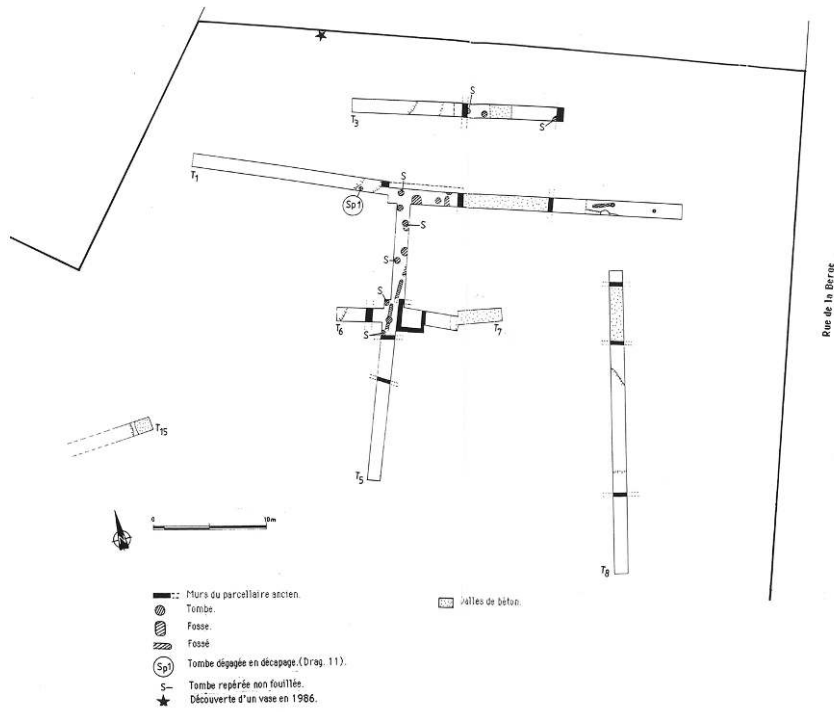 S
T3
S
T1
S
Sp1
S
S
S
T6
T7
S
Rue de la Berge
T15
T5
0 10m
T8
Murs du parcellaire ancien.
Tombe.
Dalles de béton.
Fosse.
Fossé
Sp1 Tombe dégagée en décapage.(Drag. 11).
S– Tombe repérée non fouillée.
Découverte d'un vase en 1986.